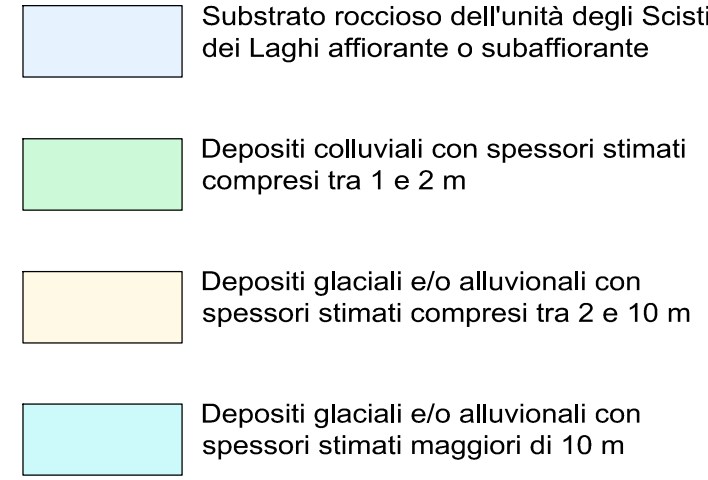 Substrato roccioso dell'unità degli Scisti
dei Laghi affiorante o subaffiorante
Depositi colluviali con spessori stimati
compresi tra 1 e 2 m
Depositi glaciali e/o alluvionali con
spessori stimati compresi tra 2 e 10 m
Depositi glaciali e/o alluvionali con
spessori stimati maggiori di 10 m